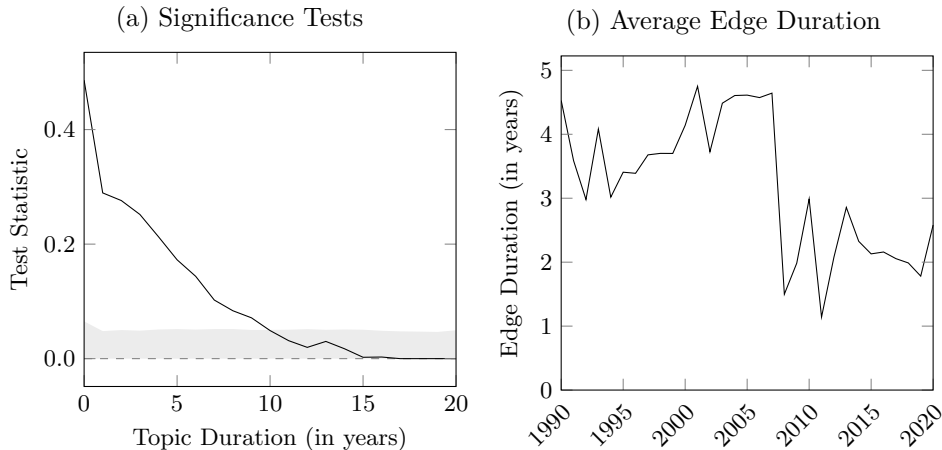 (a) Significance Tests
Test Statistic
0.4
0.2
0.0
0 5 10 15 20
Topic Duration (in years)
(b) Average Edge Duration
Edge Duration (in years)
5
4
3
2
1
0
1990 1995 2000 2005 2010 2015 2020